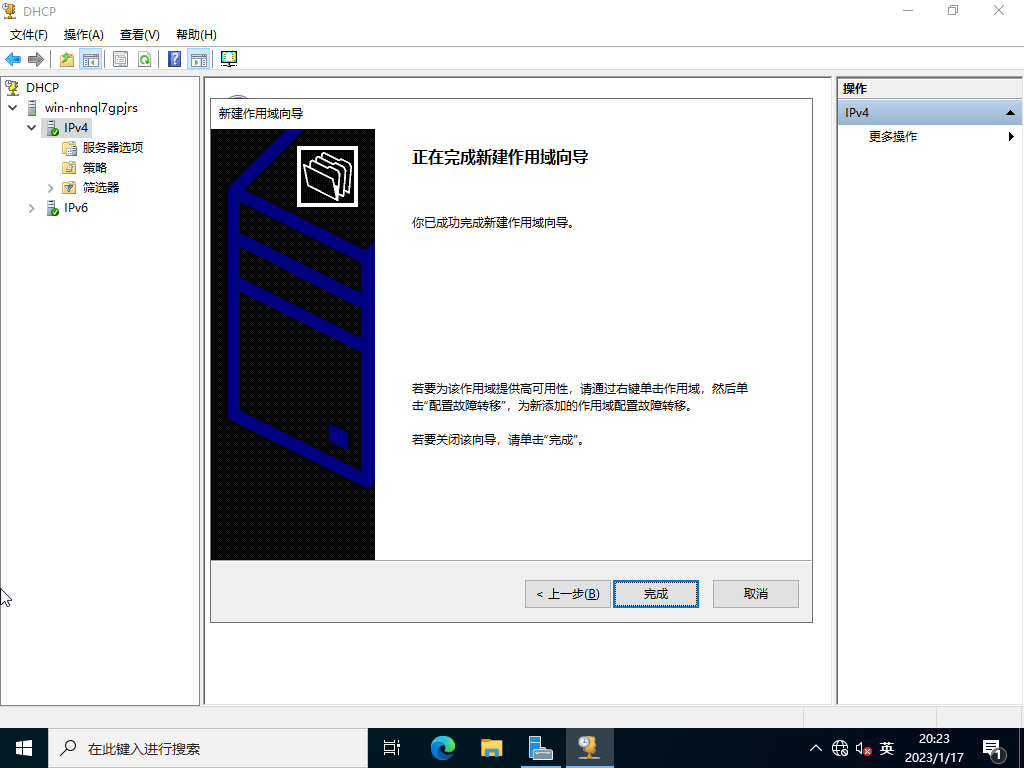 DHCP
文件(F) 操作(A) 查看(V) 帮助(H)
DHCP
win-nhnql7gpjrs
IPv4
服务器选项
策略
筛选器
IPv6
新建作用域向导
正在完成新建作用域向导
你已成功完成新建作用域向导。
若要为该作用域提供高可用性，请通过右键单击作用域，然后单
击“配置故障转移”，为新添加的作用域配置故障转移。
若要关闭该向导，请单击“完成”。
< 上一步(B) 完成 取消
操作
IPv4
更多操作
在此键入进行搜索
英
20:23
2023/1/17
1